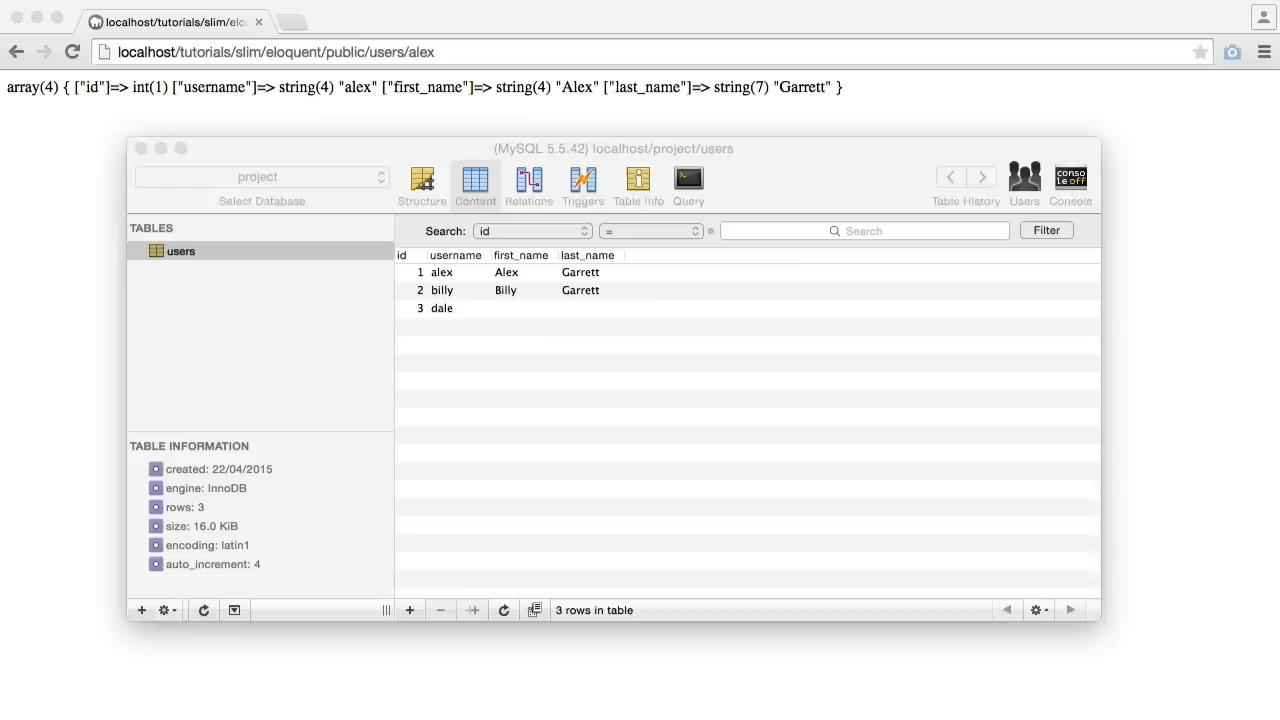 localhost/tutorials/slim/elo
localhost/tutorials/slim/eloquent/public/users/alex
array(4) { ["id"]=> int(1) ["username"]=> string(4) "alex" ["first_name"]=> string(4) "Alex" ["last_name"]=> string(7) "Garrett" }
(MySQL 5.5.42) localhost/project/users
project
Select Database
Structure Content Relations Triggers Table Info Query
Table History Users Console
conso
le off
TABLES
users
Search: id = Search Filter
id username first_name last_name
1 alex Alex Garrett
2 billy Billy Garrett
3 dale
TABLE INFORMATION
created: 22/04/2015
engine: InnoDB
rows: 3
size: 16.0 KiB
encoding: latin1
auto_increment: 4
3 rows in table